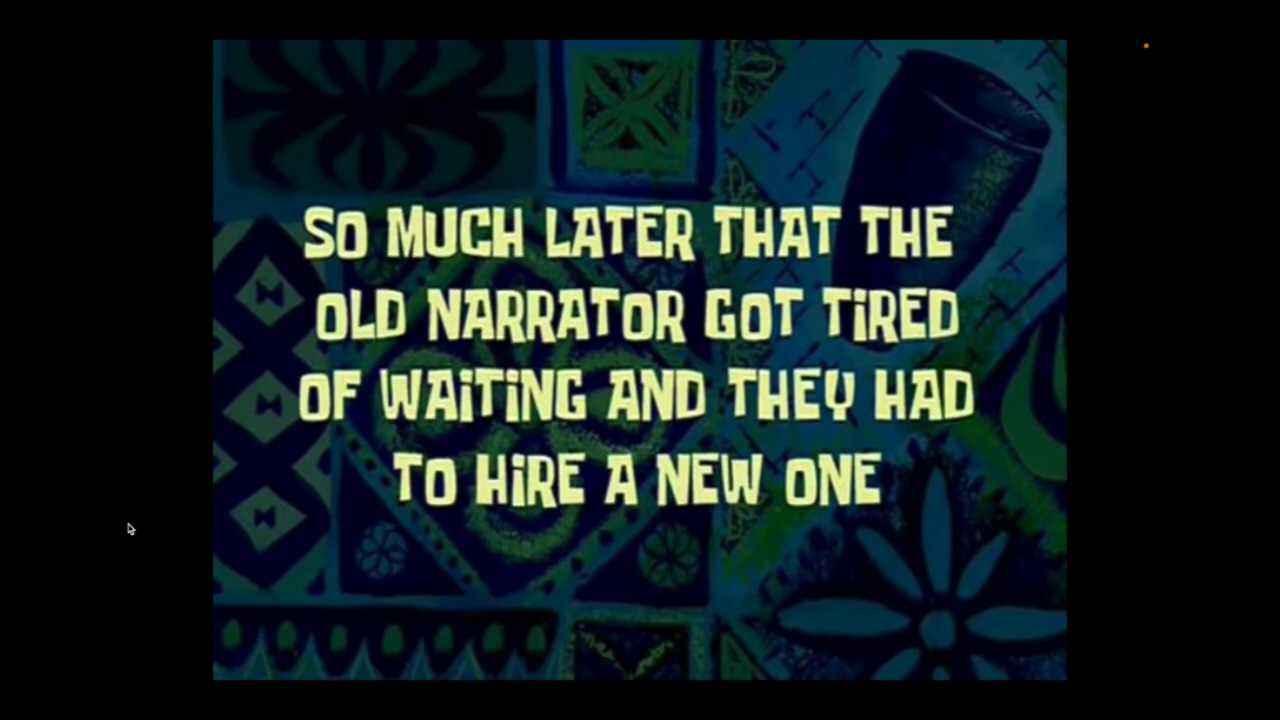 SO MUCH LATER THAT THE
OLD NARRATOR GOT TiRED
OF WAiTiNG AND THEY HAD
TO HiRE A NEW ONE